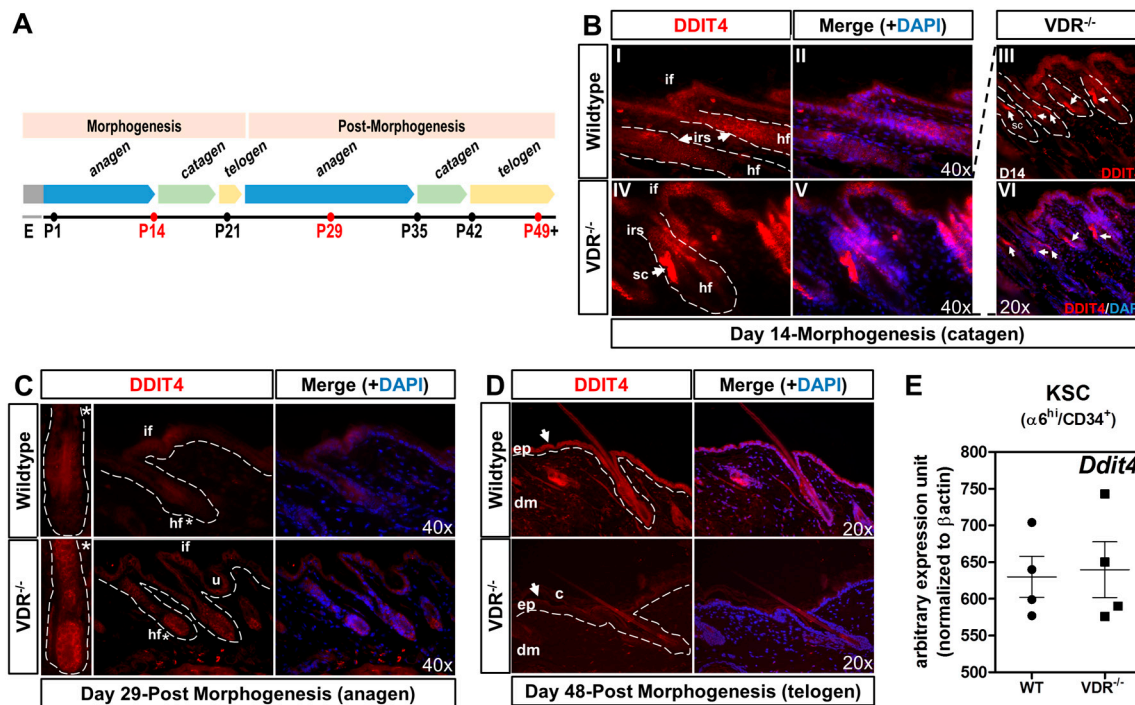 A
Morphogenesis
Post-Morphogenesis
anagen
catagen
telogen
anagen
catagen
telogen
E
P1
P14
P21
P29
P35
P42
P49+
B
DDIT4
Merge (+DAPI)
VDR-/-
Wildtype
I
if
irs
hf
hf
II
40x
III
sc
D14
DDIT
VDR-/-
IV
if
irs
sc
hf
V
40x
VI
20x
DDIT4/DAP
Day 14-Morphogenesis (catagen)
C
DDIT4
Merge (+DAPI)
Wildtype
*
if
hf*
40x
VDR-/-
*
if
u
hf*
40x
Day 29-Post Morphogenesis (anagen)
D
DDIT4
Merge (+DAPI)
Wildtype
ep
dm
20x
VDR-/-
c
ep
dm
20x
Day 48-Post Morphogenesis (telogen)
E
KSC
(α6hi/CD34+)
Ddit4
arbitrary expression unit
(normalized to βactin)
800
750
700
650
600
550
500
WT
VDR-/-